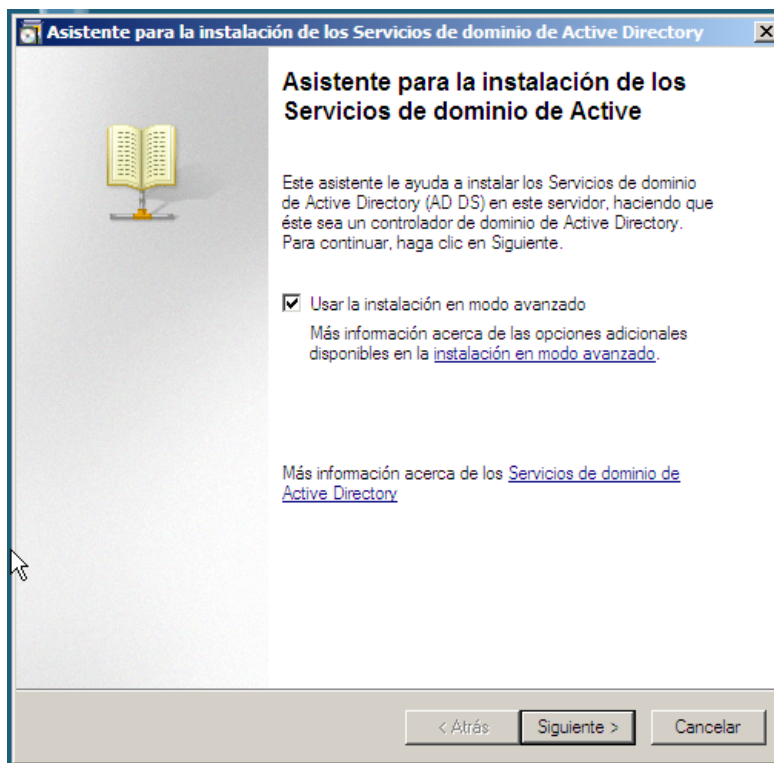 Asistente para la instalación de los Servicios de dominio de Active Directory
Asistente para la instalación de los
Servicios de dominio de Active
Este asistente le ayuda a instalar los Servicios de dominio
de Active Directory (AD DS) en este servidor, haciendo que
éste sea un controlador de dominio de Active Directory.
Para continuar, haga clic en Siguiente.
Usar la instalación en modo avanzado
Más información acerca de las opciones adicionales
disponibles en la instalación en modo avanzado.
Más información acerca de los Servicios de dominio de
Active Directory
< Atrás Siguiente > Cancelar